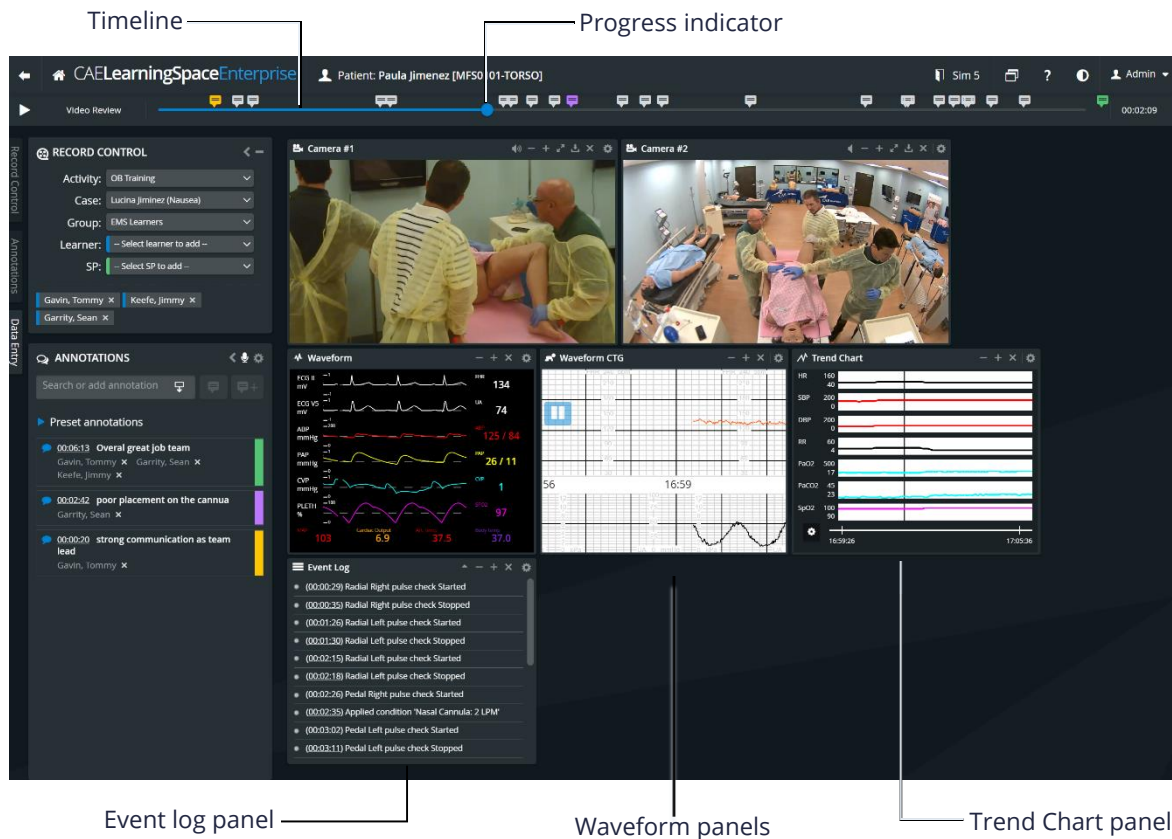 Timeline
Progress indicator
CAELearningSpaceEnterprise
Patient: Paula Jimenez [MFS0101-TORSO]
Sim 5
?
Admin
Video Review
00:02:09
Record Control
Annotations
Data Entry
RECORD CONTROL
Activity: OB Training
Case: Lucina Jiminez (Nausea)
Group: EMS Learners
Learner: -- Select learner to add --
SP: -- Select SP to add --
Gavin, Tommy × Keefe, Jimmy ×
Garrity, Sean ×
ANNOTATIONS
Search or add annotation
Preset annotations
00:06:13 Overal great job team
Gavin, Tommy × Garrity, Sean ×
Keefe, Jimmy ×
00:02:42 poor placement on the cannua
Garrity, Sean ×
00:00:20 strong communication as team
lead
Gavin, Tommy ×
Camera #1
Camera #2
Waveform
ECG II
mV
134
ECG V5
mV
74
ABP
mmHg
125 / 84
PAP
mmHg
PAP
26 / 11
CVP
mmHg
CVP
1
PLETH
%
SPO2
97
103
Cardiac Output
6.9
37.5
37.0
Waveform CTG
56
16:59
Trend Chart
HR 160
40
SBP 200
0
DBP 200
0
RR 60
4
PaO2 500
17
PaCO2 45
23
SpO2 100
90
16:59:26
17:05:36
Event Log
(00:00:29) Radial Right pulse check Started
(00:00:35) Radial Right pulse check Stopped
(00:01:26) Radial Left pulse check Started
(00:01:30) Radial Left pulse check Stopped
(00:02:15) Radial Left pulse check Started
(00:02:18) Radial Left pulse check Stopped
(00:02:26) Pedal Right pulse check Started
(00:02:35) Applied condition 'Nasal Cannula: 2 LPM'
(00:03:02) Pedal Left pulse check Started
(00:03:11) Pedal Left pulse check Stopped
Event log panel
Waveform panels
Trend Chart panel